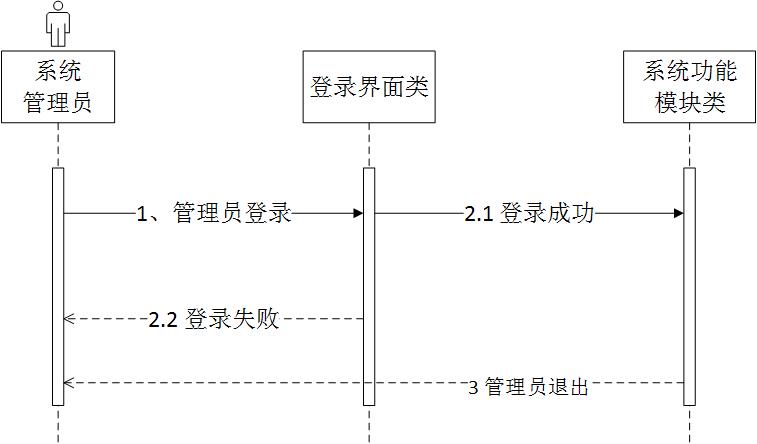 系统
管理员
登录界面类
系统功能
模块类
1、管理员登录
2.1 登录成功
2.2 登录失败
3 管理员退出